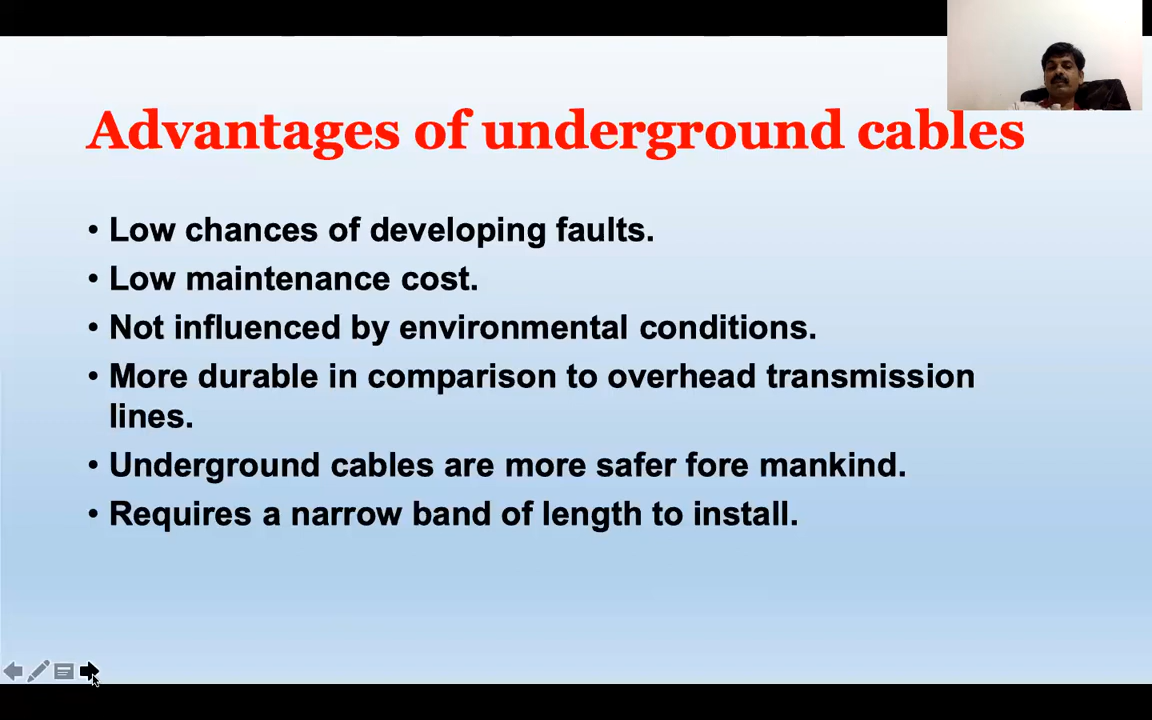 Advantages of underground cables
• Low chances of developing faults.
• Low maintenance cost.
• Not influenced by environmental conditions.
• More durable in comparison to overhead transmission
lines.
• Underground cables are more safer fore mankind.
• Requires a narrow band of length to install.